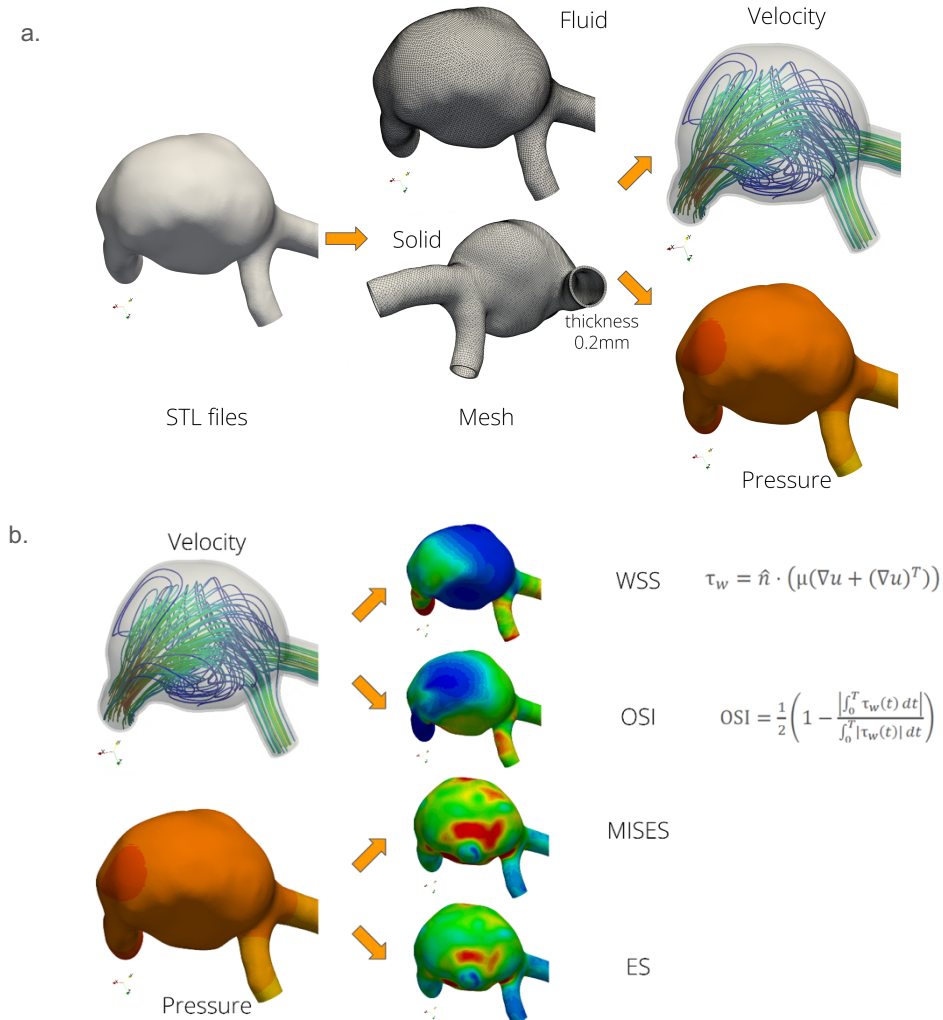 a.
Fluid
Velocity
Solid
thickness
0.2mm
STL files
Mesh
Pressure
b.
Velocity
WSS
τ_w = n̂ · (μ(∇u + (∇u)^T))
OSI
OSI = 1/2 (1 − |∫_0^T τ_w(t) dt| / ∫_0^T |τ_w(t)| dt)
MISES
ES
Pressure